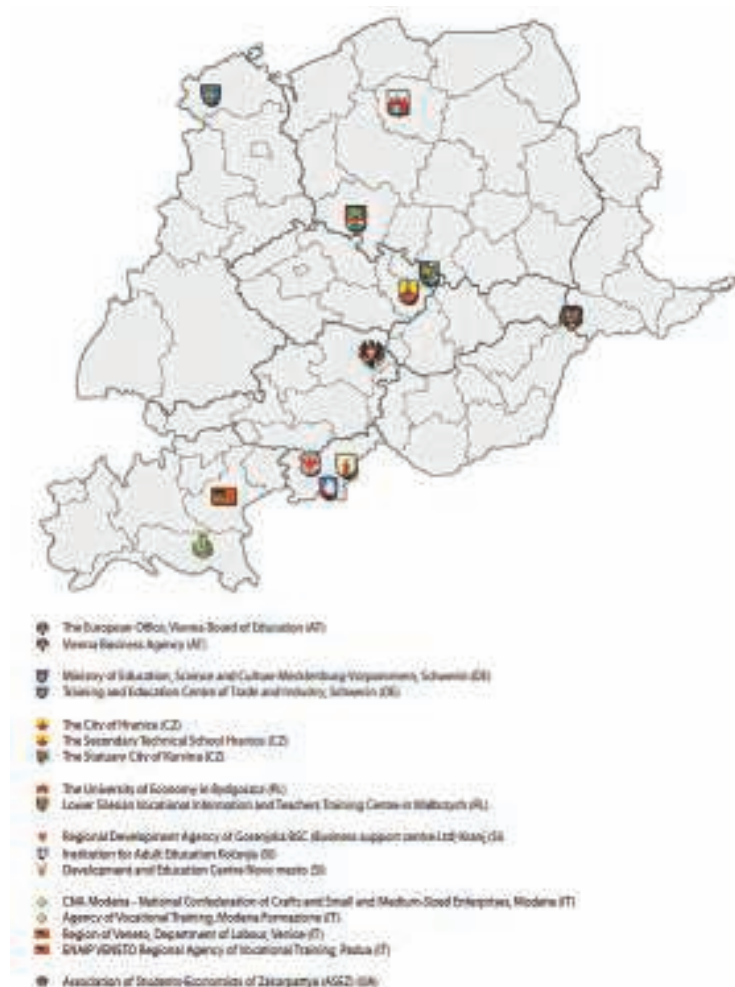 The European Office, Vienna Board of Education (AT)
Vienna Business Agency (AT)
Ministry of Education, Science and Culture Mecklenburg-Vorpommern, Schwerin (DE)
Training and Education Centre of Trade and Industry, Schwerin (DE)
The City of Hranice (CZ)
The Secondary Technical School Hranice (CZ)
The Statuary City of Karvina (CZ)
The University of Economy in Bydgoszcz (PL)
Lower Silesian Vocational Information and Teachers Training Centre in Walbrzych (PL)
Regional Development Agency of Gorenjska BSC (Business support centre Ltd) Kranj (SI)
Institution for Adult Education Kočevje (SI)
Development and Education Centre Novo mesto (SI)
CNA Modena - National Confederation of Crafts and Small and Medium-Sized Enterprises, Modena (IT)
Agency of Vocational Training, Modena Formazione (IT)
Region of Veneto, Department of Labour, Venice (IT)
ENAIP VENETO Regional Agency of Vocational Training, Padua (IT)
Association of Students-Economists of Zakarpattya (ASEZ) (UA)